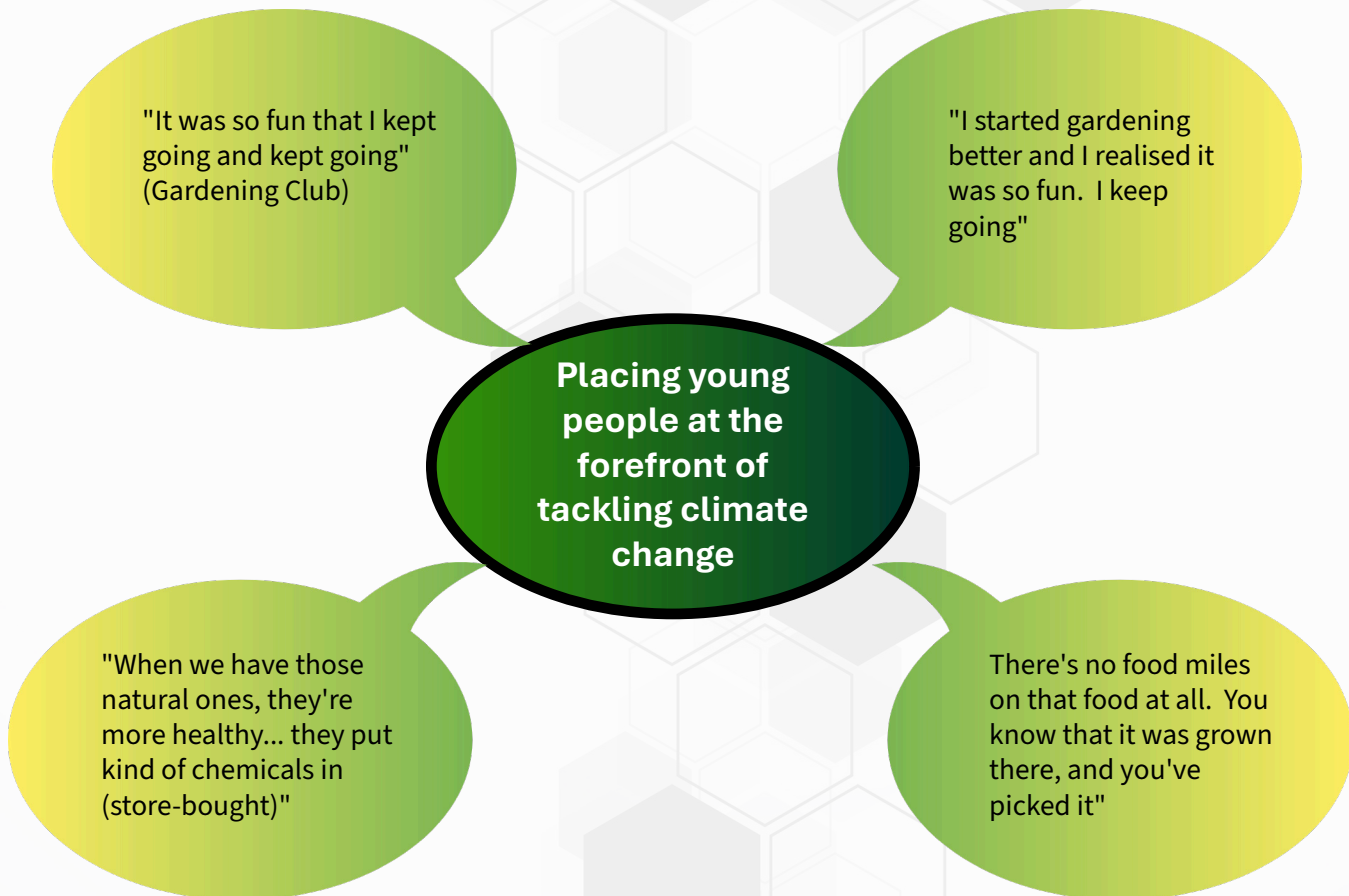 "It was so fun that I kept
going and kept going"
(Gardening Club)
"I started gardening
better and I realised it
was so fun.  I keep
going"
Placing young
people at the
forefront of
tackling climate
change
"When we have those
natural ones, they're
more healthy... they put
kind of chemicals in
(store-bought)"
There's no food miles
on that food at all.  You
know that it was grown
there, and you've
picked it"